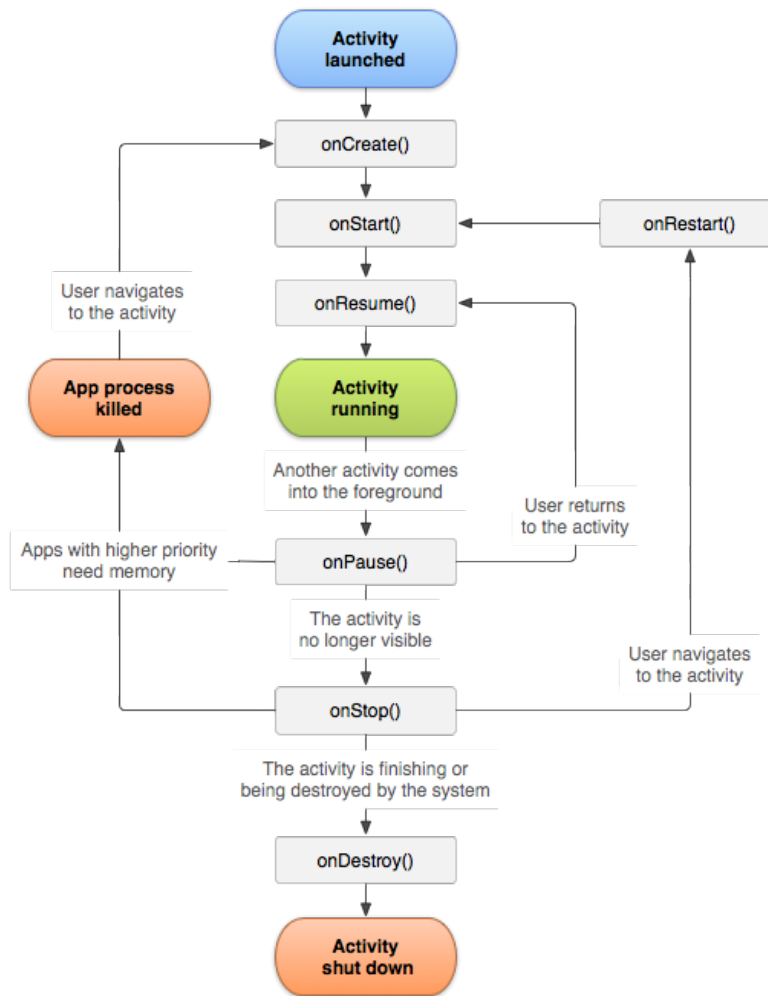 Activity
launched
onCreate()
onStart()
onRestart()
User navigates
to the activity
onResume()
App process
killed
Activity
running
Another activity comes
into the foreground
User returns
to the activity
Apps with higher priority
need memory
onPause()
The activity is
no longer visible
User navigates
to the activity
onStop()
The activity is finishing or
being destroyed by the system
onDestroy()
Activity
shut down